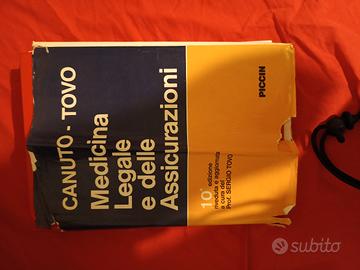 CANUTO - TOVO
Medicina
Legale
e delle
Assicurazioni
10ª edizione
riveduta e aggiornata
a cura del
Prof. SERGIO TOVO
PICCIN
subito